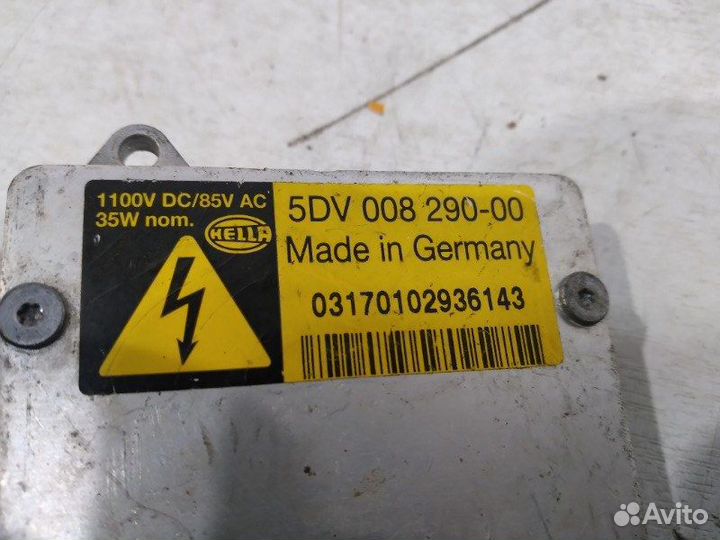 1100V DC/85V AC
35W nom.
HELLA
5DV 008 290-00
Made in Germany
03170102936143
Avito